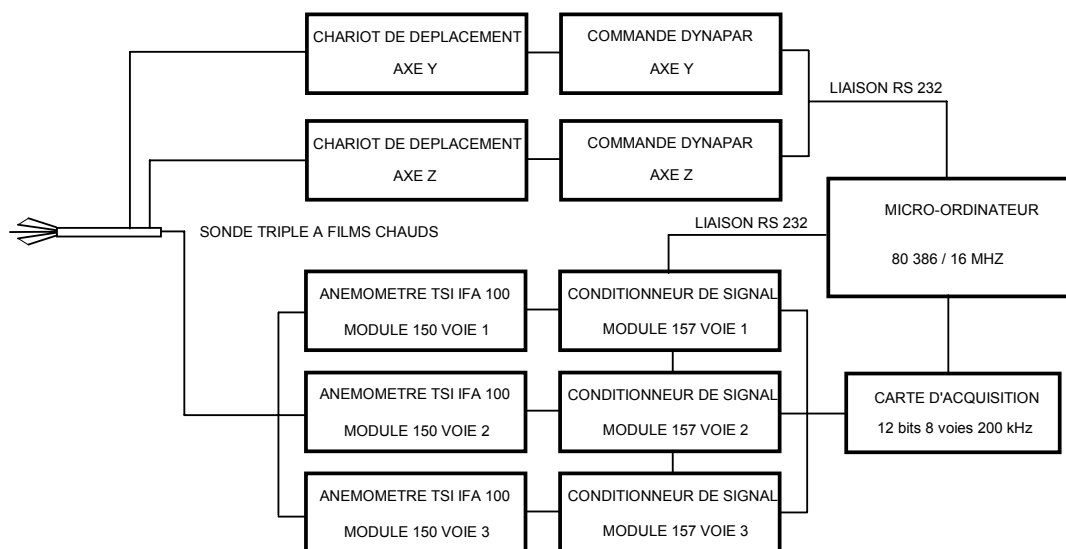 CHARIOT DE DEPLACEMENT
AXE Y
COMMANDE DYNAPAR
AXE Y
LIAISON RS 232
CHARIOT DE DEPLACEMENT
AXE Z
COMMANDE DYNAPAR
AXE Z
MICRO-ORDINATEUR
80 386 / 16 MHZ
SONDE TRIPLE A FILMS CHAUDS
LIAISON RS 232
ANEMOMETRE TSI IFA 100
MODULE 150 VOIE 1
CONDITIONNEUR DE SIGNAL
MODULE 157 VOIE 1
ANEMOMETRE TSI IFA 100
MODULE 150 VOIE 2
CONDITIONNEUR DE SIGNAL
MODULE 157 VOIE 2
CARTE D'ACQUISITION
12 bits 8 voies 200 kHz
ANEMOMETRE TSI IFA 100
MODULE 150 VOIE 3
CONDITIONNEUR DE SIGNAL
MODULE 157 VOIE 3